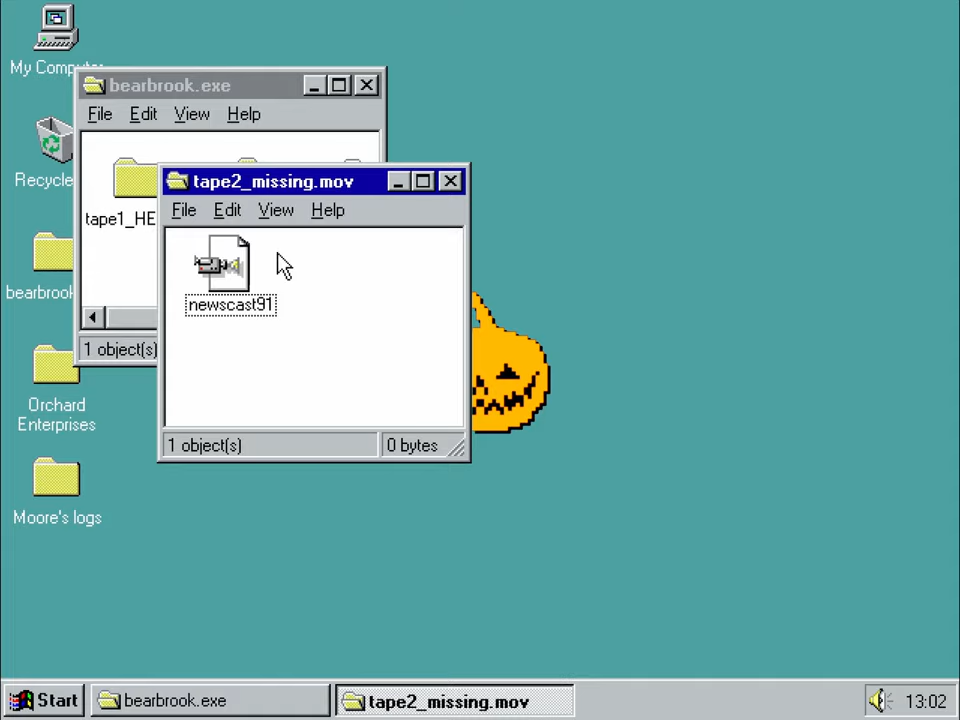 My Comp
bearbrook.exe
File Edit View Help
Recycle
tape2_missing.mov
File Edit View Help
tape1_HE
newscast91
bearbrook
1 object(s)
Orchard
Enterprises
1 object(s) 0 bytes
Moore's logs
Start bearbrook.exe tape2_missing.mov 13:02